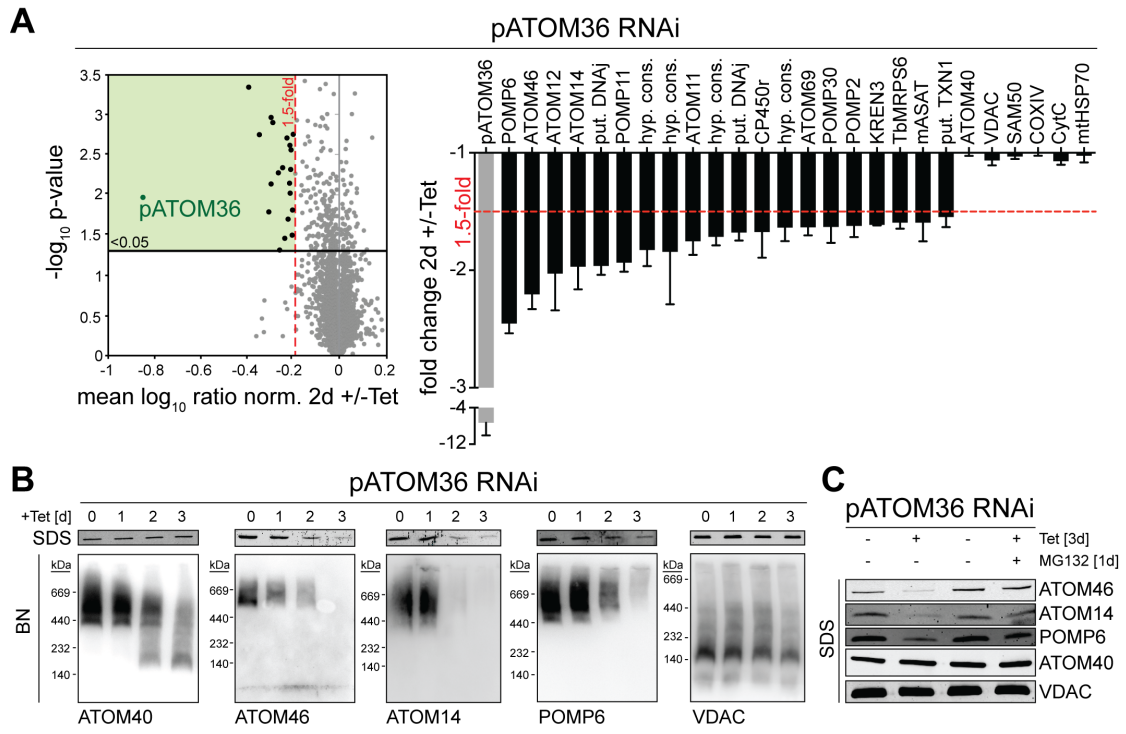 A
pATOM36 RNAi
3.5
3
2.5
2
1.5
1
0.5
0
-1 -0.8 -0.6 -0.4 -0.2 0 0.2
-log10 p-value
mean log10 ratio norm. 2d +/-Tet
1.5-fold
pATOM36
<0.05
pATOM36
POMP6
ATOM46
ATOM12
ATOM14
put. DNAj
POMP11
hyp. cons.
hyp. cons.
ATOM11
hyp. cons.
put. DNAj
CP450r
hyp. cons.
ATOM69
POMP30
POMP2
KREN3
TbMRPS6
mASAT
put. TXN1
ATOM40
VDAC
SAM50
COXIV
CytC
mtHSP70
-1
-2
-3
-4
-12
1.5-fold
fold change 2d +/-Tet
B
pATOM36 RNAi
+Tet [d] 0 1 2 3 0 1 2 3 0 1 2 3 0 1 2 3 0 1 2 3
SDS
BN
kDa
669-
440-
232-
140-
ATOM40
kDa
669-
440-
232-
140-
ATOM46
kDa
669-
440-
232-
140-
ATOM14
kDa
669-
440-
232-
140-
POMP6
kDa
669-
440-
232-
140-
VDAC
C
pATOM36 RNAi
- + - + Tet [3d]
- - - + MG132 [1d]
SDS
ATOM46
ATOM14
POMP6
ATOM40
VDAC